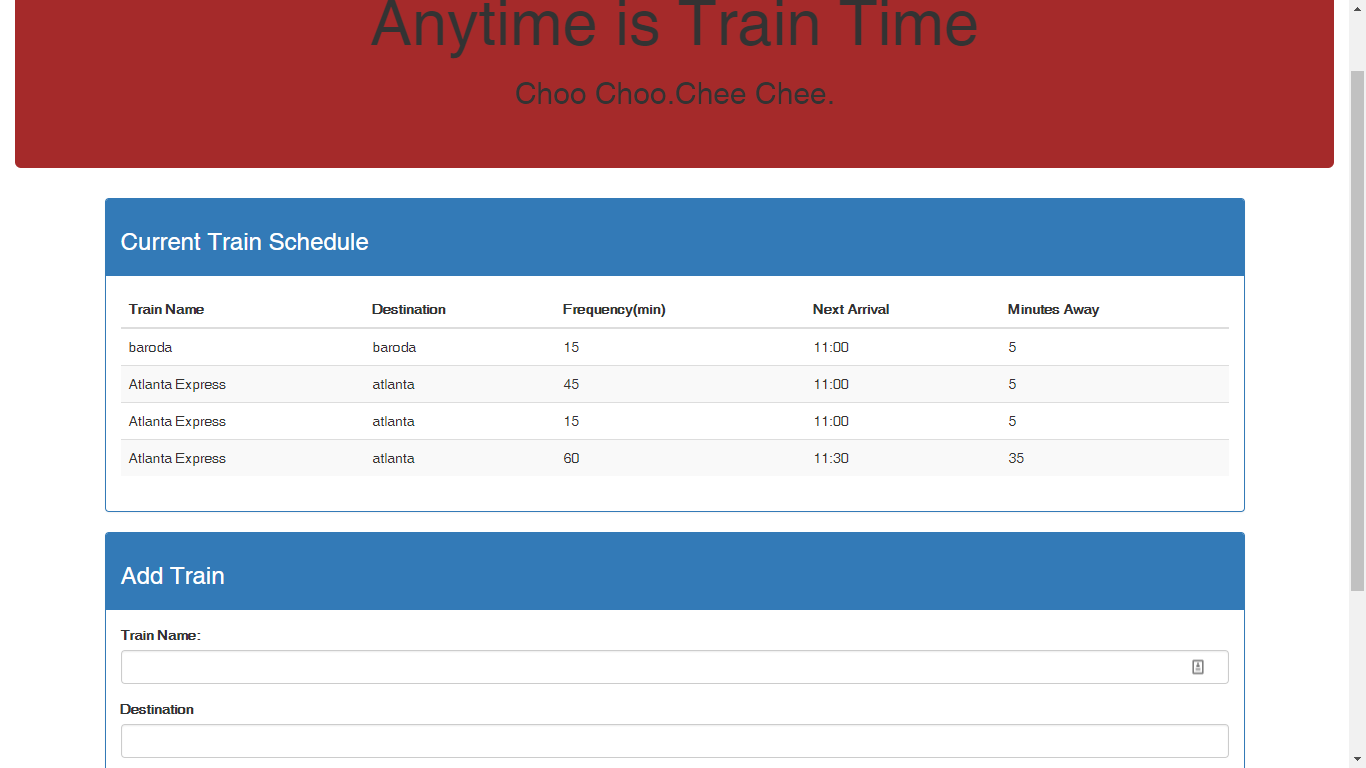 Anytime is Train Time
Choo Choo.Chee Chee.
Current Train Schedule
Train Name Destination Frequency(min) Next Arrival Minutes Away
baroda baroda 15 11:00 5
Atlanta Express atlanta 45 11:00 5
Atlanta Express atlanta 15 11:00 5
Atlanta Express atlanta 60 11:30 35
Add Train
Train Name:
Destination